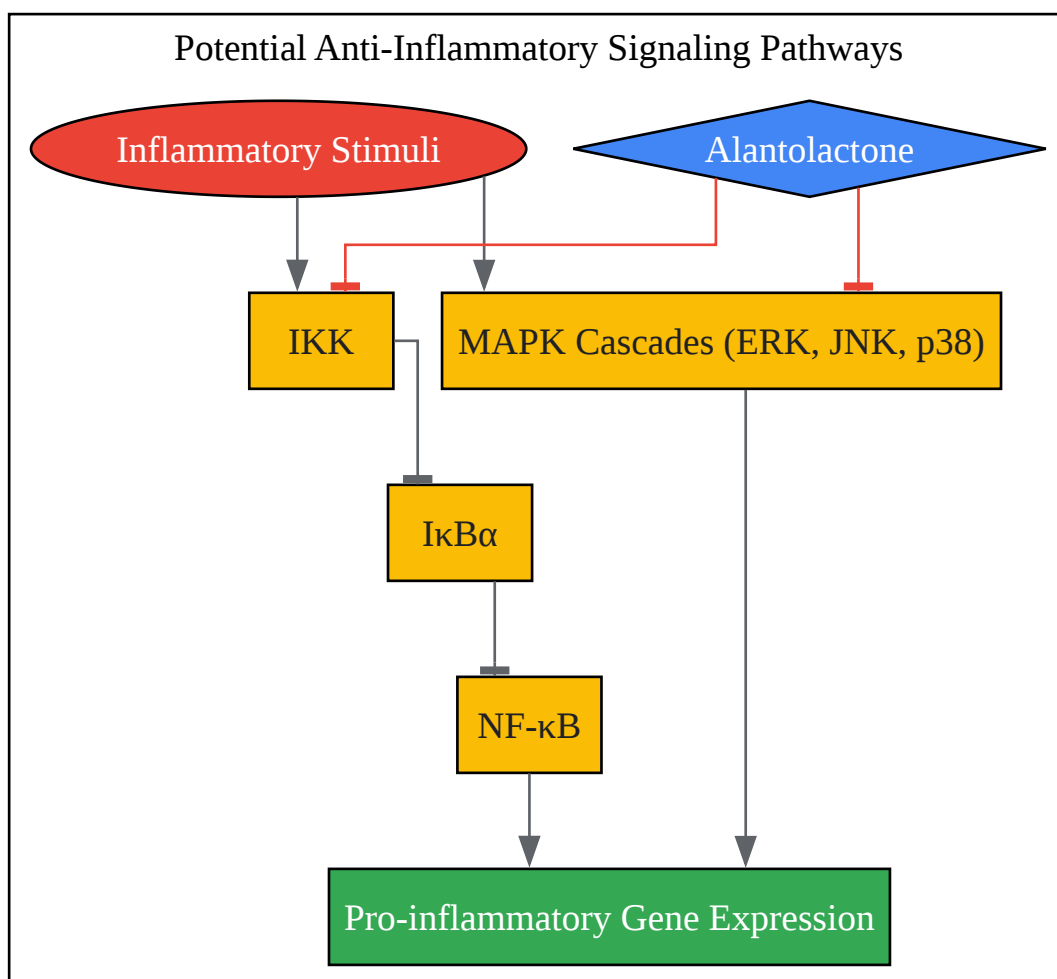 Potential Anti-Inflammatory Signaling Pathways
Inflammatory Stimuli
Alantolactone
IKK
MAPK Cascades (ERK, JNK, p38)
IκBα
NF-κB
Pro-inflammatory Gene Expression